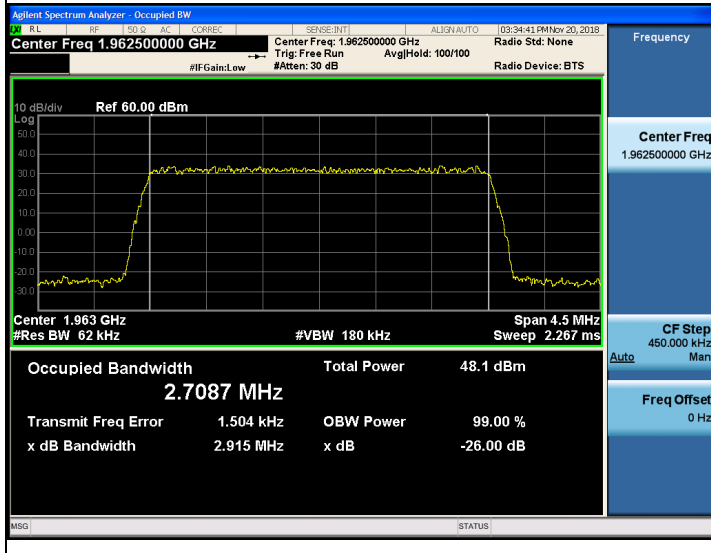 Agilent Spectrum Analyzer - Occupied BW
RL RF 50 Ω AC CORREC SENSE:INT ALIGN AUTO 03:34:41 PM Nov 20, 2018
Center Freq 1.962500000 GHz
Center Freq: 1.962500000 GHz
Radio Std: None
Trig: Free Run Avg|Hold: 100/100
#IFGain:Low #Atten: 30 dB Radio Device: BTS
10 dB/div Ref 60.00 dBm
Log
50.0
40.0
30.0
20.0
10.0
0.00
-10.0
-20.0
-30.0
Center 1.963 GHz Span 4.5 MHz
#Res BW 62 kHz #VBW 180 kHz Sweep 2.267 ms
Occupied Bandwidth Total Power 48.1 dBm
2.7087 MHz
Transmit Freq Error 1.504 kHz OBW Power 99.00 %
x dB Bandwidth 2.915 MHz x dB -26.00 dB
MSG STATUS
Frequency
Center Freq
1.962500000 GHz
CF Step
450.000 kHz
Auto Man
Freq Offset
0 Hz